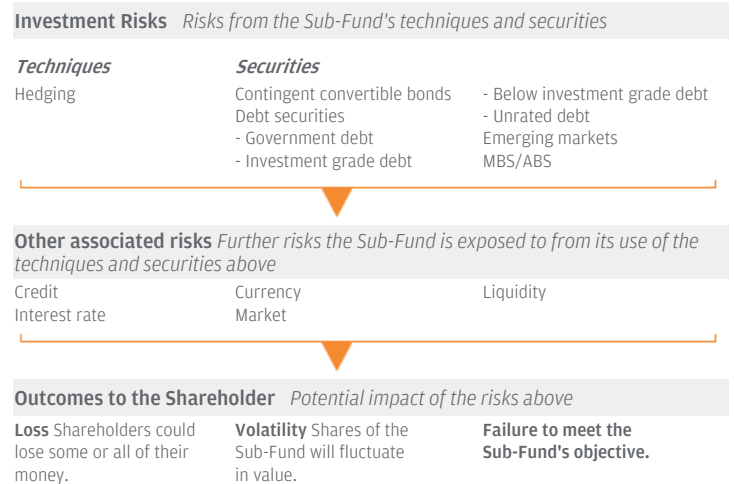 Investment Risks Risks from the Sub-Fund's techniques and securities
Techniques
Hedging
Securities
Contingent convertible bonds
Debt securities
- Government debt
- Investment grade debt
- Below investment grade debt
- Unrated debt
Emerging markets
MBS/ABS
Other associated risks Further risks the Sub-Fund is exposed to from its use of the
techniques and securities above
Credit
Interest rate
Currency
Market
Liquidity
Outcomes to the Shareholder Potential impact of the risks above
Loss Shareholders could
lose some or all of their
money.
Volatility Shares of the
Sub-Fund will fluctuate
in value.
Failure to meet the
Sub-Fund's objective.